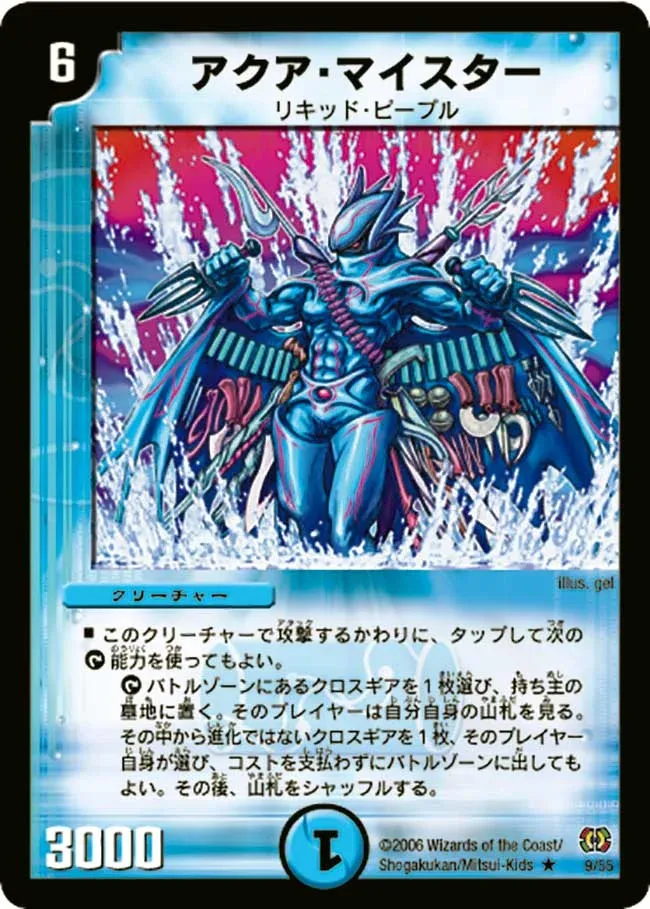 6
アクア・マイスター
リキッド・ピープル
illus. gel
クリーチャー
■ このクリーチャーで攻撃するかわりに、タップして次の
能力を使ってもよい。
バトルゾーンにあるクロスギアを1枚選び、持ち主の
墓地に置く。そのプレイヤーは自分自身の山札を見る。
その中から進化ではないクロスギアを1枚、そのプレイヤー
自身が選び、コストを支払わずにバトルゾーンに出しても
よい。その後、山札をシャッフルする。
3000
1
©2006 Wizards of the Coast/
Shogakukan/Mitsui-Kids ★ 9/55